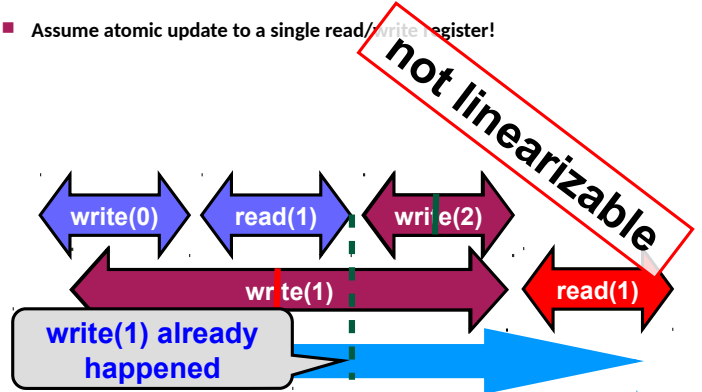 Assume atomic update to a single read/write register!
not linearizable
write(0)
read(1)
write(2)
write(1)
read(1)
write(1) already
happened